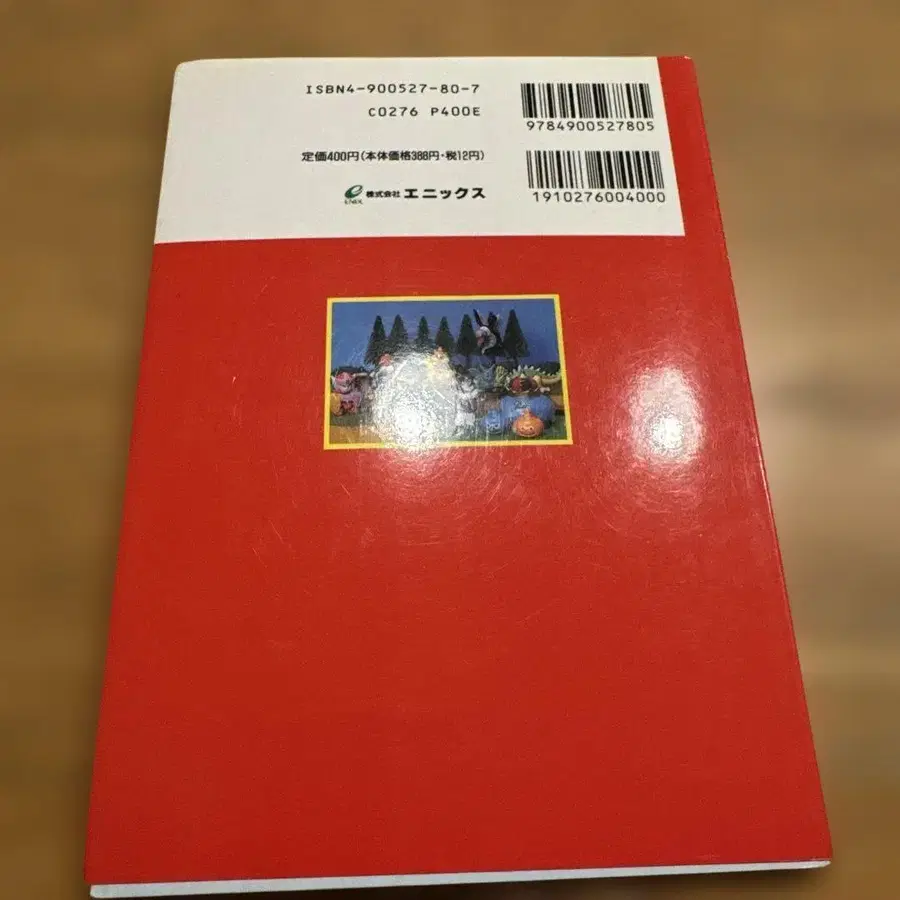 ISBN4-900527-80-7
C0276 P400E
定価400円(本体価格388円・税12円)
ENIX 株式会社 エニックス
9784900527805
1910276004000